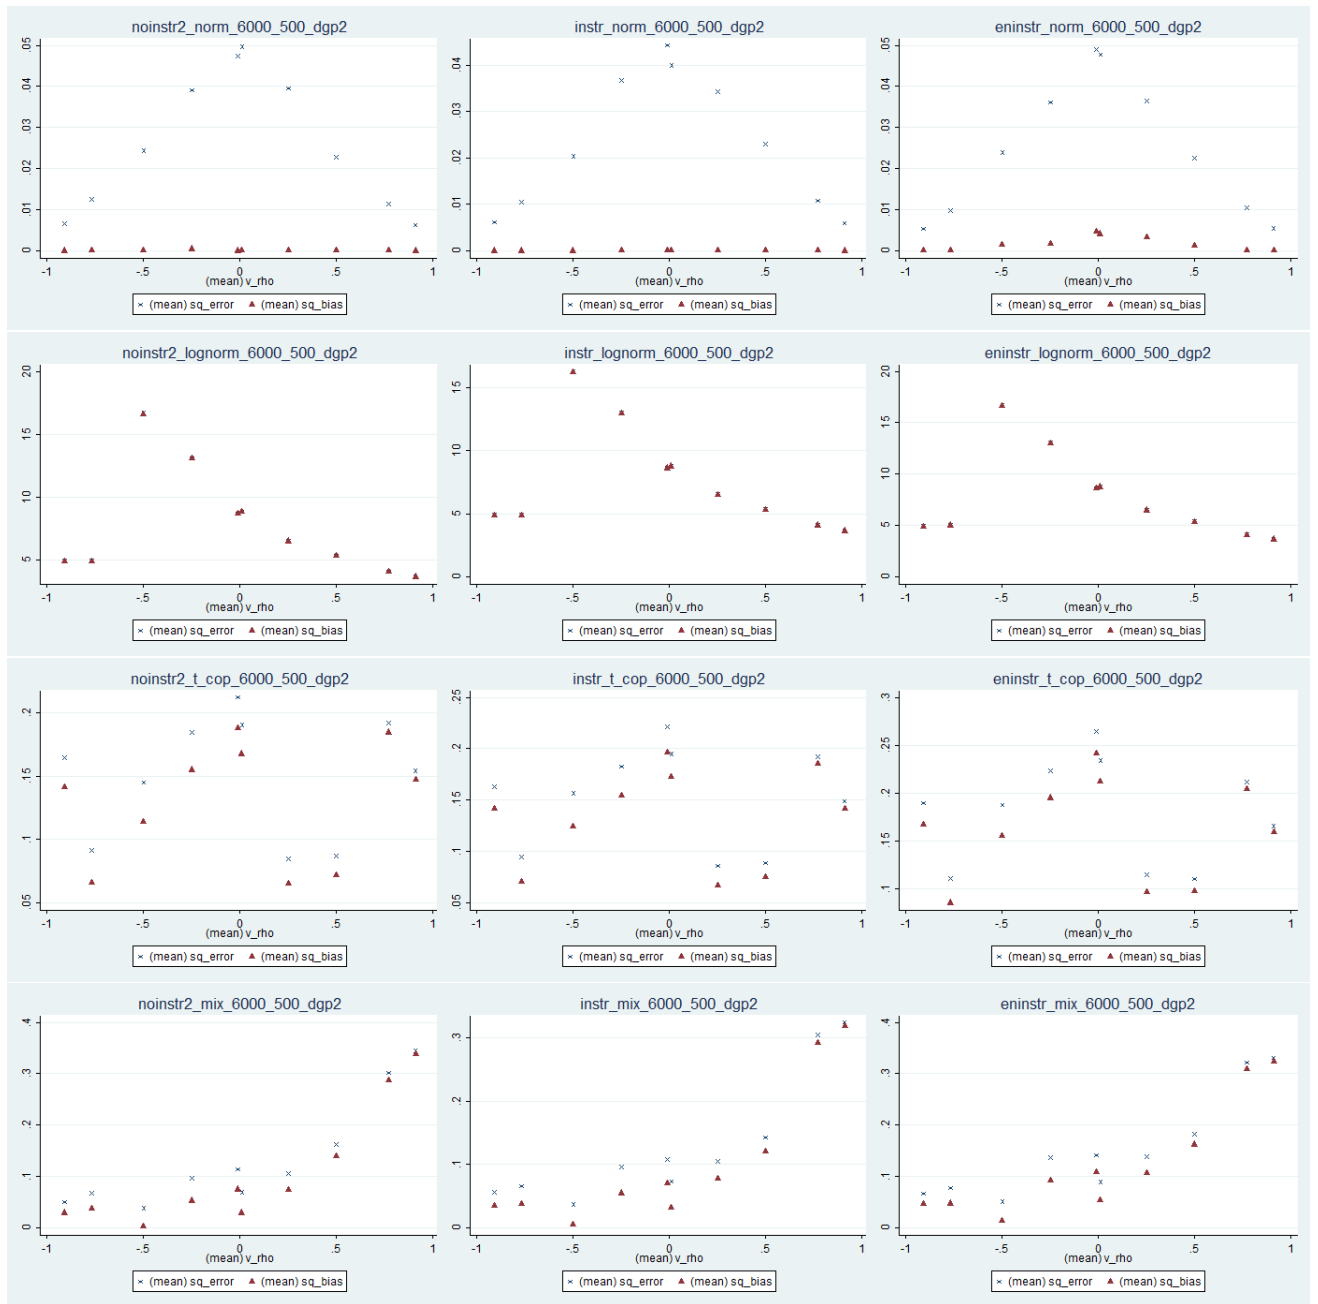 noinstr2_norm_6000_500_dgp2
0 .01 .02 .03 .04 .05
-1 -.5 0 .5 1
(mean) v_rho
(mean) sq_error (mean) sq_bias
instr_norm_6000_500_dgp2
0 .01 .02 .03 .04
-1 -.5 0 .5 1
(mean) v_rho
(mean) sq_error (mean) sq_bias
eninstr_norm_6000_500_dgp2
0 .01 .02 .03 .04 .05
-1 -.5 0 .5 1
(mean) v_rho
(mean) sq_error (mean) sq_bias
noinstr2_lognorm_6000_500_dgp2
5 10 15 20
-1 -.5 0 .5 1
(mean) v_rho
(mean) sq_error (mean) sq_bias
instr_lognorm_6000_500_dgp2
0 5 10 15
-1 -.5 0 .5 1
(mean) v_rho
(mean) sq_error (mean) sq_bias
eninstr_lognorm_6000_500_dgp2
0 5 10 15 20
-1 -.5 0 .5 1
(mean) v_rho
(mean) sq_error (mean) sq_bias
noinstr2_t_cop_6000_500_dgp2
.05 .1 .15 .2
-1 -.5 0 .5 1
(mean) v_rho
(mean) sq_error (mean) sq_bias
instr_t_cop_6000_500_dgp2
.05 .1 .15 .2 .25
-1 -.5 0 .5 1
(mean) v_rho
(mean) sq_error (mean) sq_bias
eninstr_t_cop_6000_500_dgp2
.1 .15 .2 .25 .3
-1 -.5 0 .5 1
(mean) v_rho
(mean) sq_error (mean) sq_bias
noinstr2_mix_6000_500_dgp2
0 .1 .2 .3 .4
-1 -.5 0 .5 1
(mean) v_rho
(mean) sq_error (mean) sq_bias
instr_mix_6000_500_dgp2
0 .1 .2 .3
-1 -.5 0 .5 1
(mean) v_rho
(mean) sq_error (mean) sq_bias
eninstr_mix_6000_500_dgp2
0 .1 .2 .3 .4
-1 -.5 0 .5 1
(mean) v_rho
(mean) sq_error (mean) sq_bias